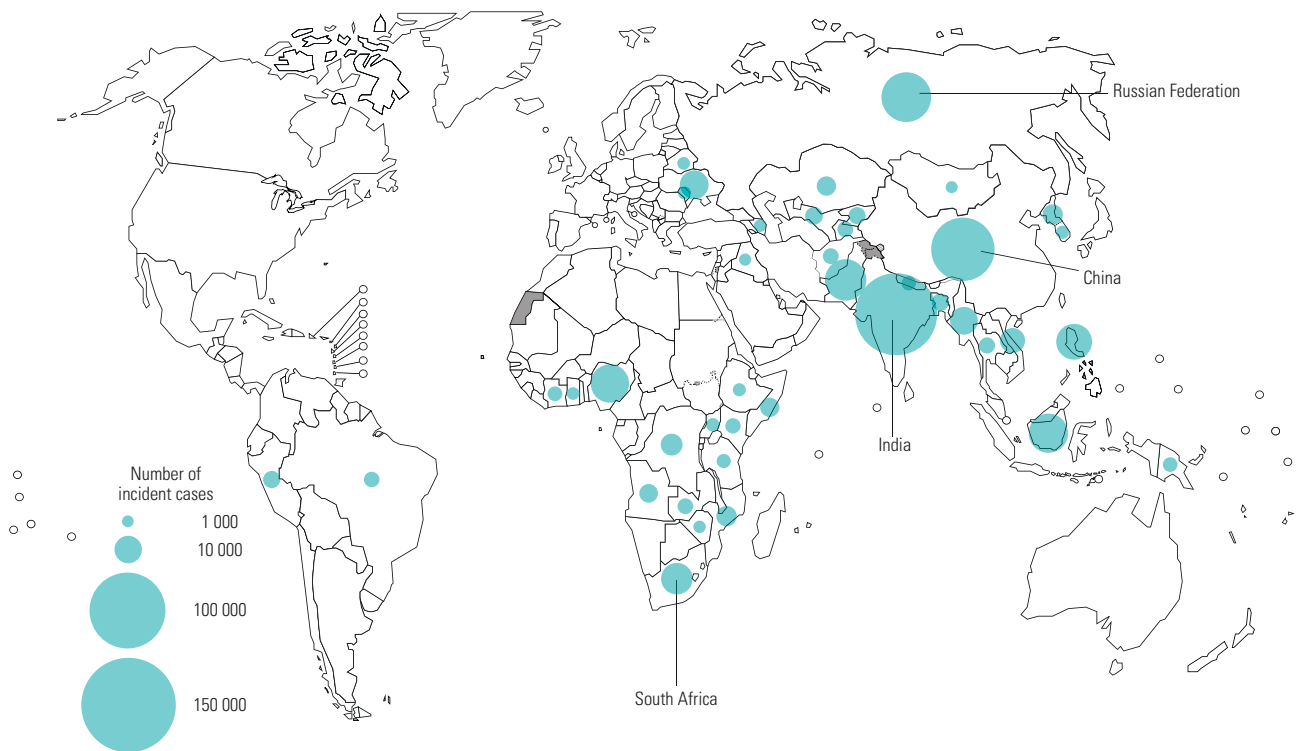 Russian Federation
China
India
Number of
incident cases
1 000
10 000
100 000
150 000
South Africa